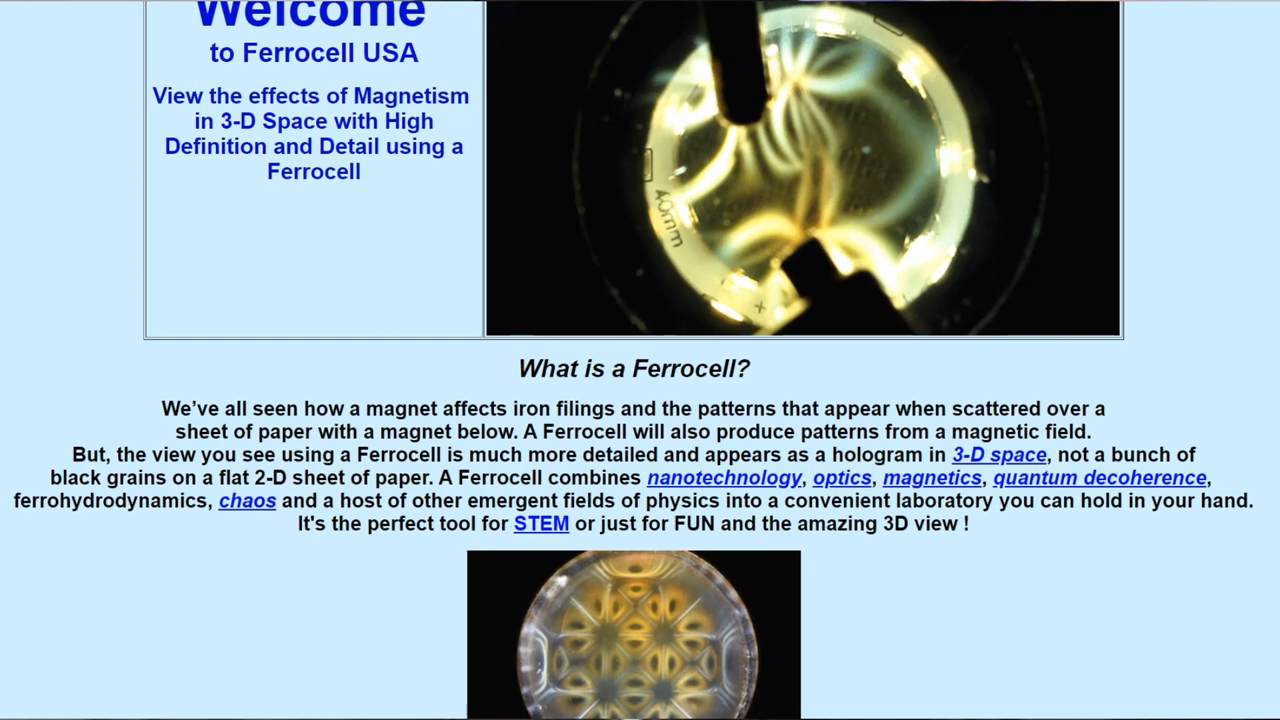 Welcome
to Ferrocell USA
View the effects of Magnetism
in 3-D Space with High
Definition and Detail using a
Ferrocell
40mm
What is a Ferrocell?
We’ve all seen how a magnet affects iron filings and the patterns that appear when scattered over a
sheet of paper with a magnet below. A Ferrocell will also produce patterns from a magnetic field.
But, the view you see using a Ferrocell is much more detailed and appears as a hologram in 3-D space, not a bunch of
black grains on a flat 2-D sheet of paper. A Ferrocell combines nanotechnology, optics, magnetics, quantum decoherence,
ferrohydrodynamics, chaos and a host of other emergent fields of physics into a convenient laboratory you can hold in your hand.
It's the perfect tool for STEM or just for FUN and the amazing 3D view !